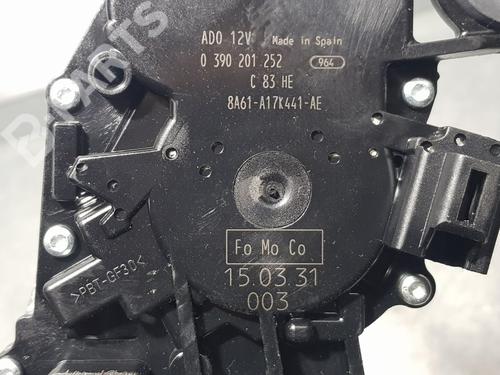 AD0 12V Made in Spain
0 390 201 252 964
C 83 HE
8A61-A17K441-AE
Fo Mo Co
15.03.31
003
>PBT-GF30<
B-PARTS